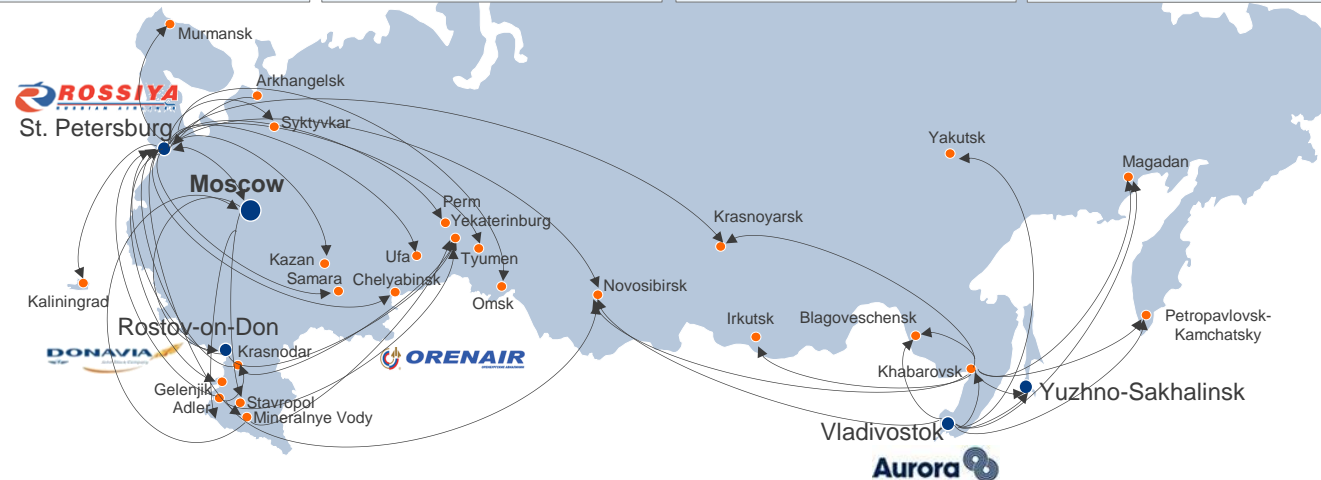 Murmansk
Arkhangelsk
ROSSIYA
RUSSIAN AIRLINES
Syktyvkar
St. Petersburg
Yakutsk
Magadan
Moscow
Perm
Krasnoyarsk
Yekaterinburg
Kazan
Ufa
Tyumen
Samara
Chelyabinsk
Kaliningrad
Omsk
Novosibirsk
Irkutsk
Blagoveschensk
Petropavlovsk-
Kamchatsky
Rostov-on-Don
DONAVIA
Krasnodar
ORENAIR
Khabarovsk
Gelenjik
Yuzhno-Sakhalinsk
Adler
Stavropol
Mineralnye Vody
Vladivostok
Aurora